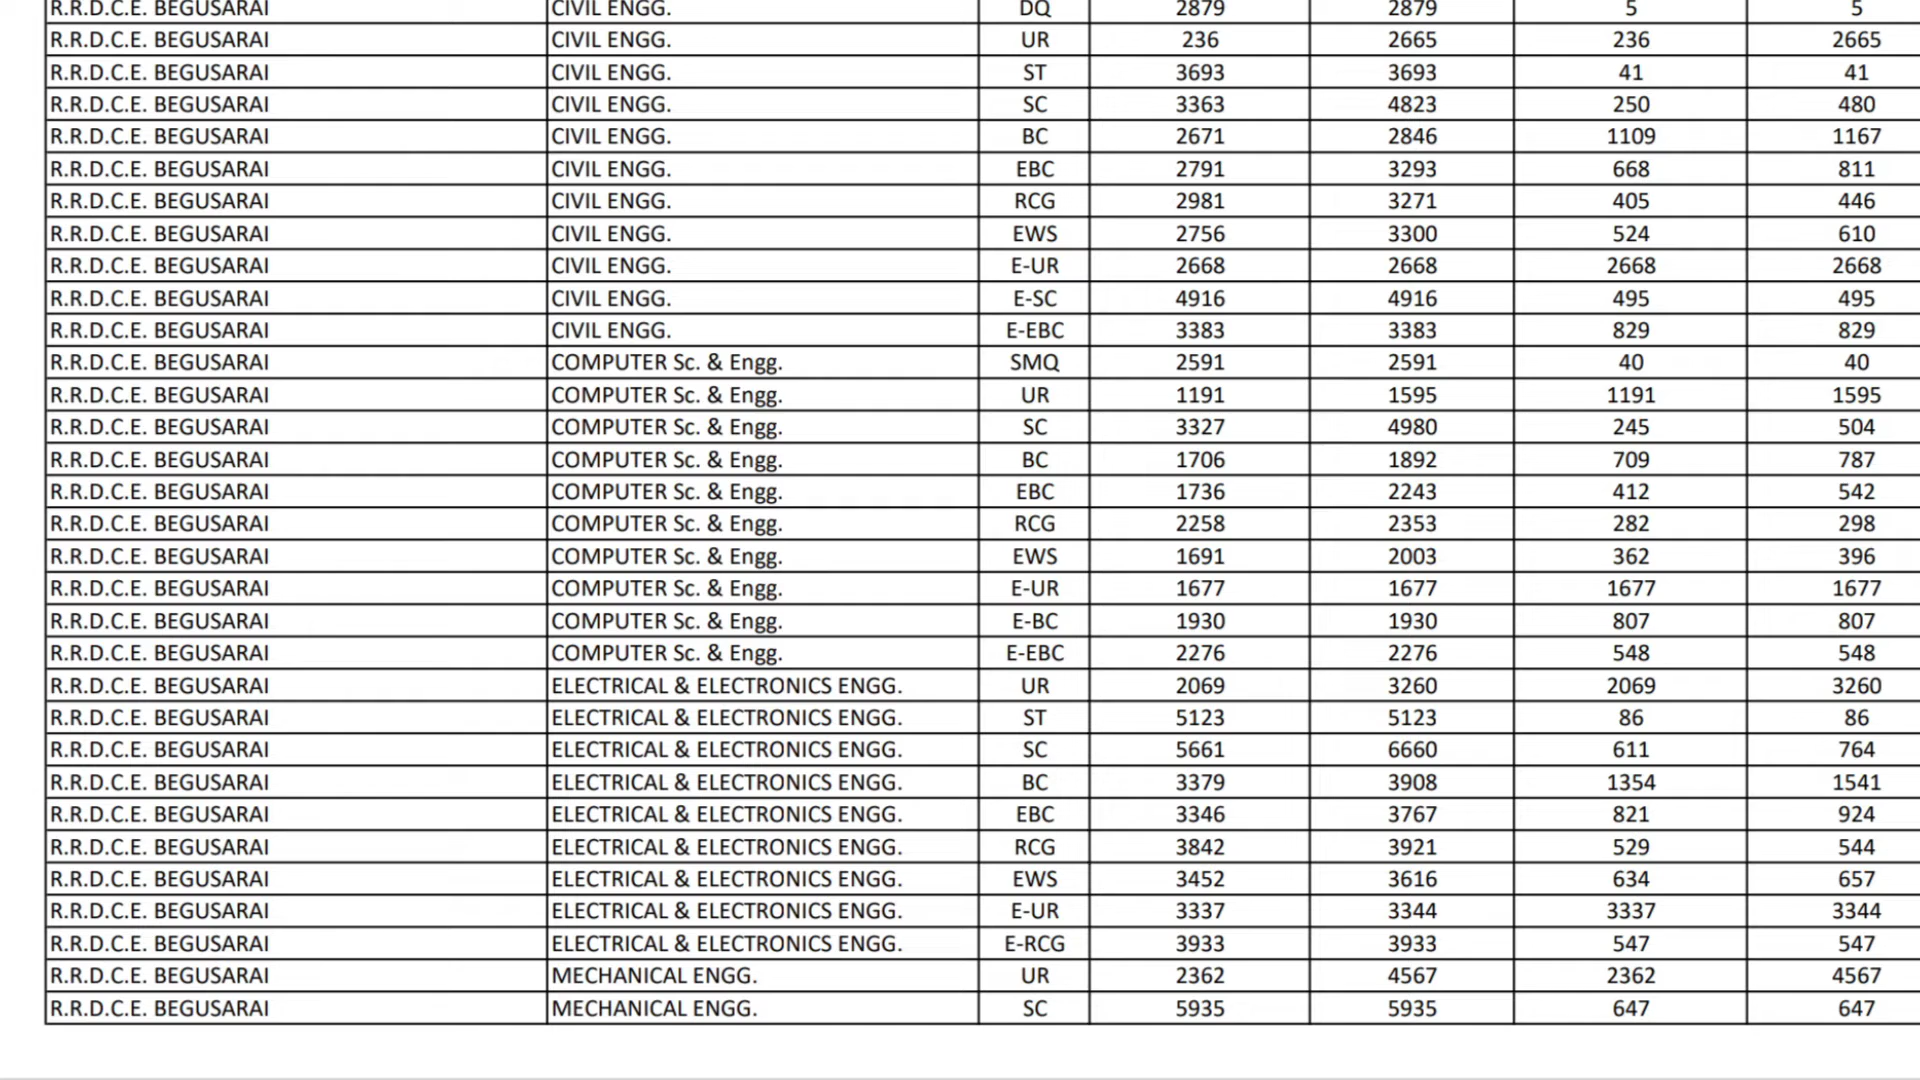 R.R.D.C.E. BEGUSARAI CIVIL ENGG. DQ 2879 2879 5 5
R.R.D.C.E. BEGUSARAI CIVIL ENGG. UR 236 2665 236 2665
R.R.D.C.E. BEGUSARAI CIVIL ENGG. ST 3693 3693 41 41
R.R.D.C.E. BEGUSARAI CIVIL ENGG. SC 3363 4823 250 480
R.R.D.C.E. BEGUSARAI CIVIL ENGG. BC 2671 2846 1109 1167
R.R.D.C.E. BEGUSARAI CIVIL ENGG. EBC 2791 3293 668 811
R.R.D.C.E. BEGUSARAI CIVIL ENGG. RCG 2981 3271 405 446
R.R.D.C.E. BEGUSARAI CIVIL ENGG. EWS 2756 3300 524 610
R.R.D.C.E. BEGUSARAI CIVIL ENGG. E-UR 2668 2668 2668 2668
R.R.D.C.E. BEGUSARAI CIVIL ENGG. E-SC 4916 4916 495 495
R.R.D.C.E. BEGUSARAI CIVIL ENGG. E-EBC 3383 3383 829 829
R.R.D.C.E. BEGUSARAI COMPUTER Sc. & Engg. SMQ 2591 2591 40 40
R.R.D.C.E. BEGUSARAI COMPUTER Sc. & Engg. UR 1191 1595 1191 1595
R.R.D.C.E. BEGUSARAI COMPUTER Sc. & Engg. SC 3327 4980 245 504
R.R.D.C.E. BEGUSARAI COMPUTER Sc. & Engg. BC 1706 1892 709 787
R.R.D.C.E. BEGUSARAI COMPUTER Sc. & Engg. EBC 1736 2243 412 542
R.R.D.C.E. BEGUSARAI COMPUTER Sc. & Engg. RCG 2258 2353 282 298
R.R.D.C.E. BEGUSARAI COMPUTER Sc. & Engg. EWS 1691 2003 362 396
R.R.D.C.E. BEGUSARAI COMPUTER Sc. & Engg. E-UR 1677 1677 1677 1677
R.R.D.C.E. BEGUSARAI COMPUTER Sc. & Engg. E-BC 1930 1930 807 807
R.R.D.C.E. BEGUSARAI COMPUTER Sc. & Engg. E-EBC 2276 2276 548 548
R.R.D.C.E. BEGUSARAI ELECTRICAL & ELECTRONICS ENGG. UR 2069 3260 2069 3260
R.R.D.C.E. BEGUSARAI ELECTRICAL & ELECTRONICS ENGG. ST 5123 5123 86 86
R.R.D.C.E. BEGUSARAI ELECTRICAL & ELECTRONICS ENGG. SC 5661 6660 611 764
R.R.D.C.E. BEGUSARAI ELECTRICAL & ELECTRONICS ENGG. BC 3379 3908 1354 1541
R.R.D.C.E. BEGUSARAI ELECTRICAL & ELECTRONICS ENGG. EBC 3346 3767 821 924
R.R.D.C.E. BEGUSARAI ELECTRICAL & ELECTRONICS ENGG. RCG 3842 3921 529 544
R.R.D.C.E. BEGUSARAI ELECTRICAL & ELECTRONICS ENGG. EWS 3452 3616 634 657
R.R.D.C.E. BEGUSARAI ELECTRICAL & ELECTRONICS ENGG. E-UR 3337 3344 3337 3344
R.R.D.C.E. BEGUSARAI ELECTRICAL & ELECTRONICS ENGG. E-RCG 3933 3933 547 547
R.R.D.C.E. BEGUSARAI MECHANICAL ENGG. UR 2362 4567 2362 4567
R.R.D.C.E. BEGUSARAI MECHANICAL ENGG. SC 5935 5935 647 647